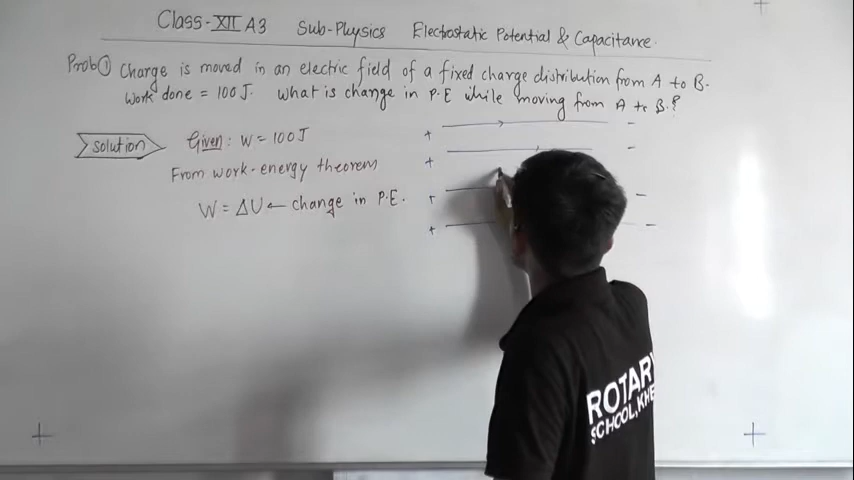 Class-XII A3 Sub-Physics Electrostatic Potential & Capacitance.
Prob① Charge is moved in an electric field of a fixed charge distribution from A to B.
Work done = 100 J. What is change in P.E while moving from A to B.?
solution Given: W = 100 J
From work-energy theorem
W = ΔU ← change in P.E.
+ -
+ -
+ -
+ -
ROTARY
SCHOOL,